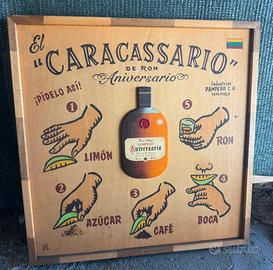 El
"CARACASSARIO"
DE RON
Aniversario
Industrias
PAMPERO C.A.
VENEZUELA
¡PÍDELO ASÍ!
1
LIMÓN
2
AZÚCAR
3
CAFÉ
4
BOCA
5
RON
Aniversario
Subito